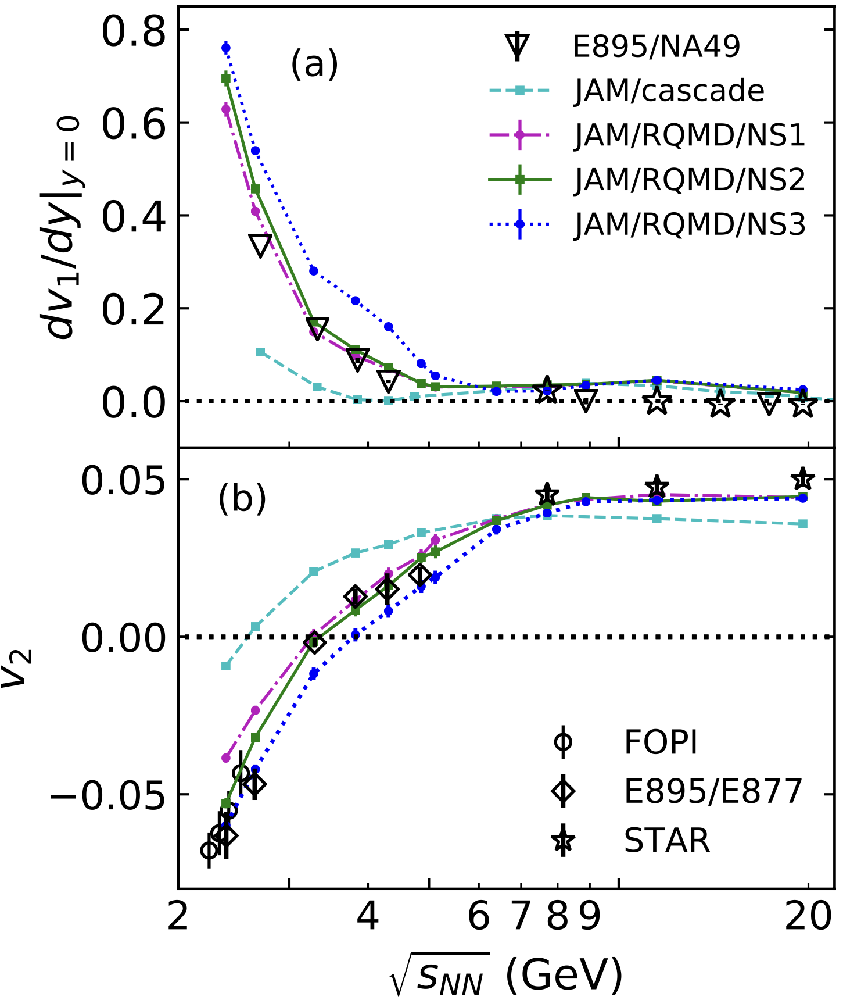 0.8
0.6
0.4
0.2
0.0
dv₁/dy|y = 0
(a)
E895/NA49
JAM/cascade
JAM/RQMD/NS1
JAM/RQMD/NS2
JAM/RQMD/NS3
0.05
0.00
−0.05
v₂
(b)
FOPI
E895/E877
STAR
2 4 6 7 8 9 20
√sNN (GeV)